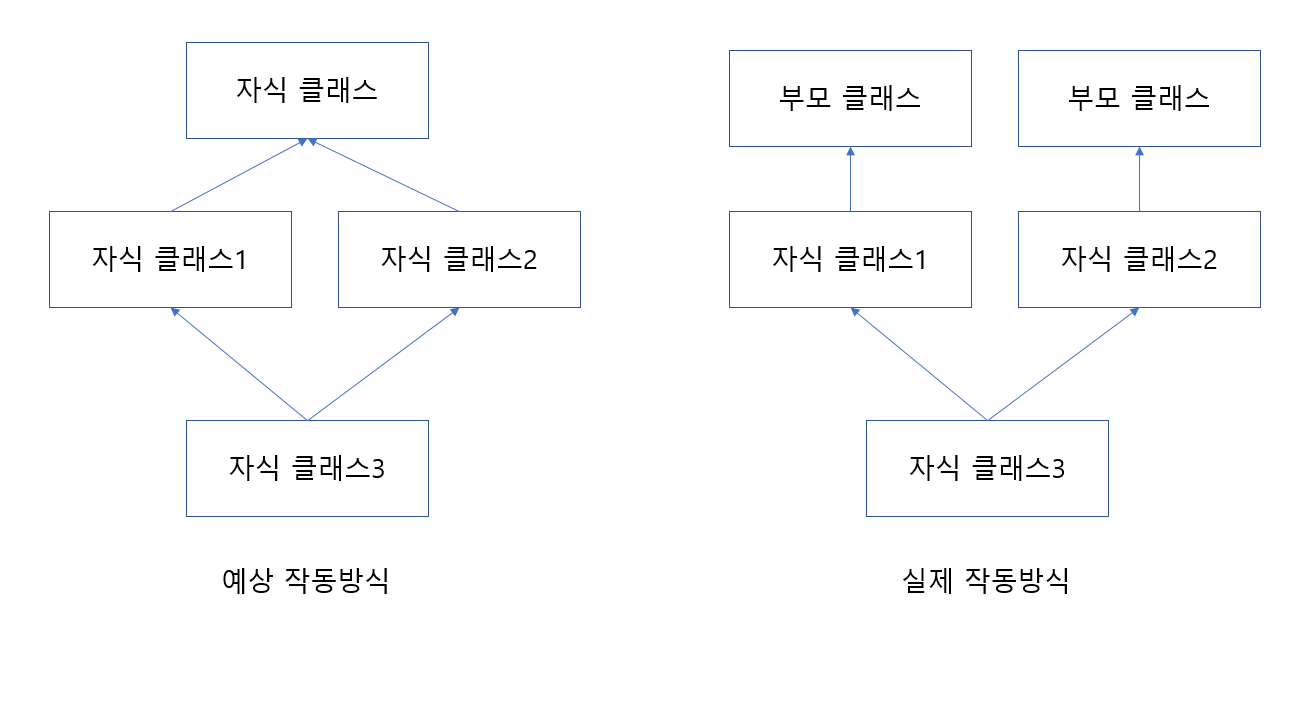 자식 클래스
자식 클래스1
자식 클래스2
자식 클래스3
예상 작동방식
부모 클래스
부모 클래스
자식 클래스1
자식 클래스2
자식 클래스3
실제 작동방식